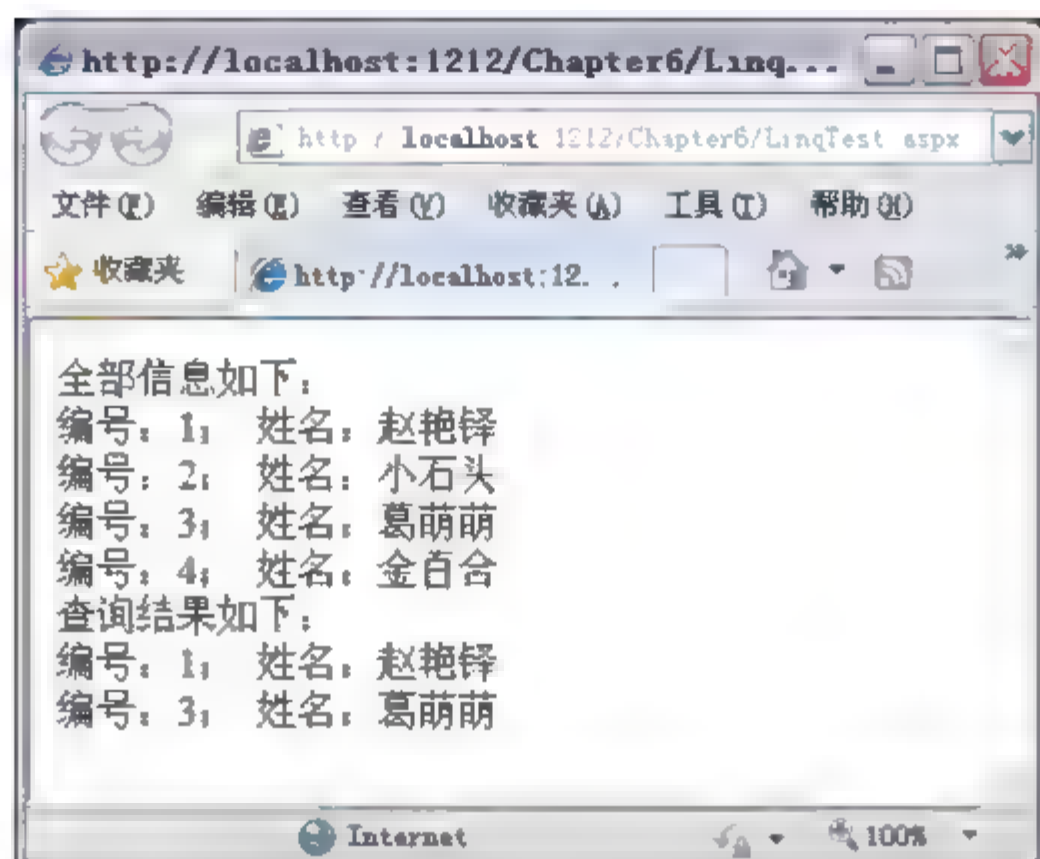 http://localhost:1212/Chapter6/Linq...
http://localhost:1212/Chapter6/LinqTest.aspx
文件(F) 编辑(E) 查看(V) 收藏夹(A) 工具(T) 帮助(H)
收藏夹 http://localhost:12...
全部信息如下：
编号：1； 姓名：赵艳铎
编号：2； 姓名：小石头
编号：3； 姓名：葛萌萌
编号：4； 姓名：金百合
查询结果如下：
编号：1； 姓名：赵艳铎
编号：3； 姓名：葛萌萌
Internet 100%